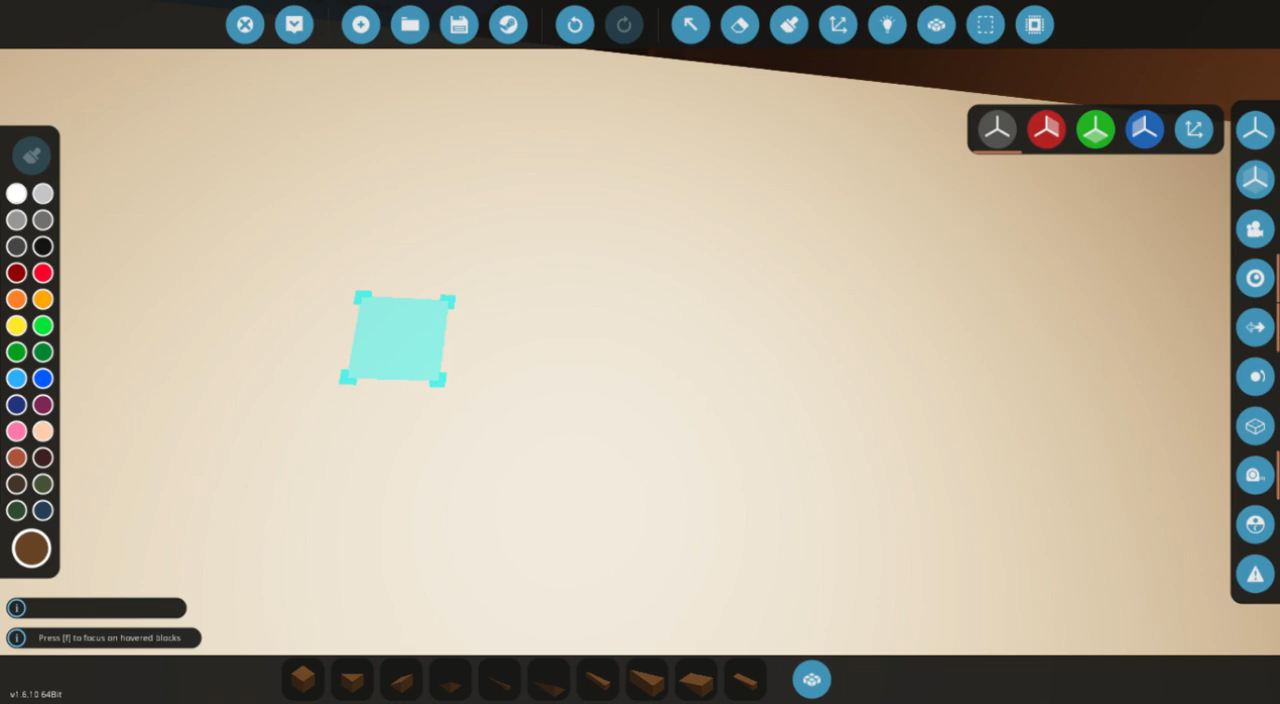 Press [f] to focus on hovered blocks
v1.6.10 64Bit